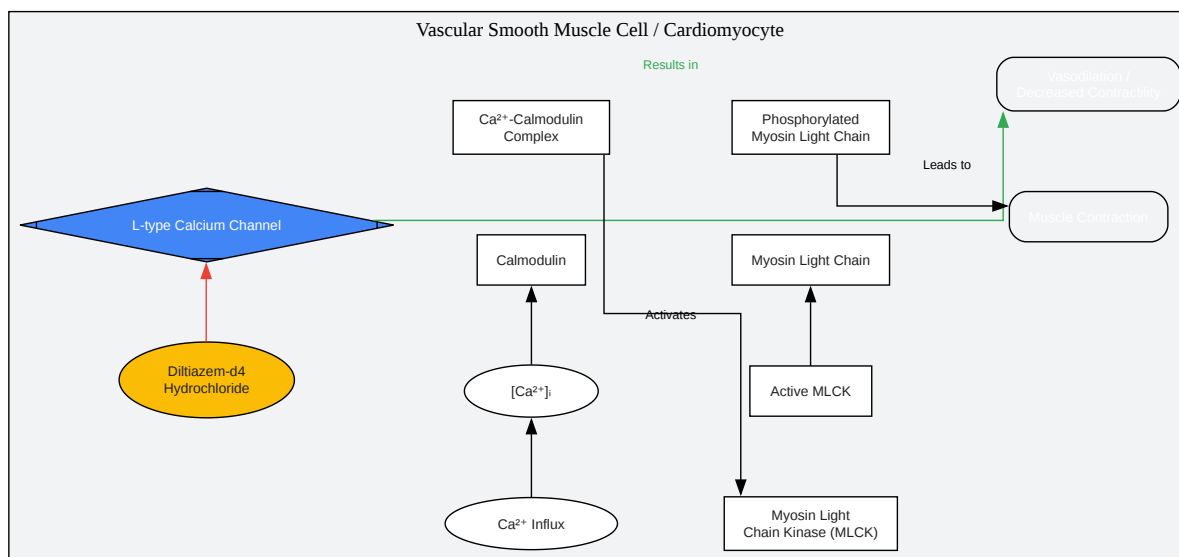 Vascular Smooth Muscle Cell / Cardiomyocyte
Results in
Vasodilation /
Decreased Contractility
Ca²⁺-Calmodulin
Complex
Phosphorylated
Myosin Light Chain
Leads to
L-type Calcium Channel
Muscle Contraction
Calmodulin
Myosin Light Chain
Activates
Diltiazem-d4
Hydrochloride
[Ca²⁺]ᵢ
Active MLCK
Ca²⁺ Influx
Myosin Light
Chain Kinase (MLCK)